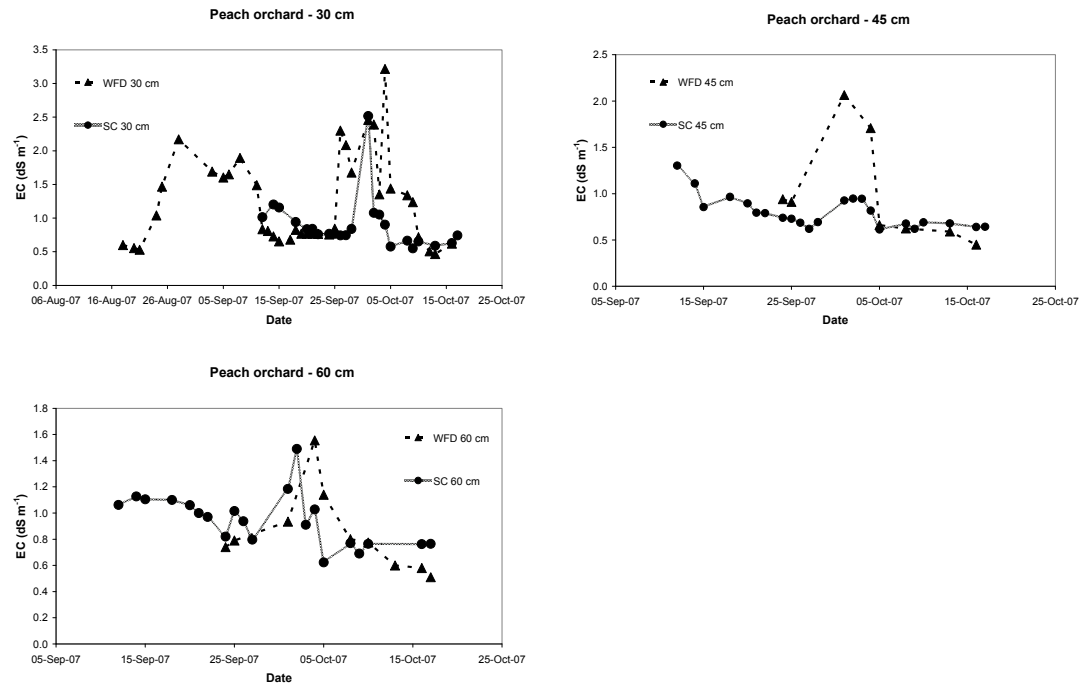 Peach orchard - 30 cm
3.5
3.0
2.5
2.0
1.5
1.0
0.5
0.0
EC (dS m⁻¹)
WFD 30 cm
SC 30 cm
06-Aug-07 16-Aug-07 26-Aug-07 05-Sep-07 15-Sep-07 25-Sep-07 05-Oct-07 15-Oct-07 25-Oct-07
Date
Peach orchard - 45 cm
2.5
2.0
1.5
1.0
0.5
0.0
EC (dS m⁻¹)
WFD 45 cm
SC 45 cm
05-Sep-07 15-Sep-07 25-Sep-07 05-Oct-07 15-Oct-07 25-Oct-07
Date
Peach orchard - 60 cm
1.8
1.6
1.4
1.2
1.0
0.8
0.6
0.4
0.2
0.0
EC (dS m⁻¹)
WFD 60 cm
SC 60 cm
05-Sep-07 15-Sep-07 25-Sep-07 05-Oct-07 15-Oct-07 25-Oct-07
Date